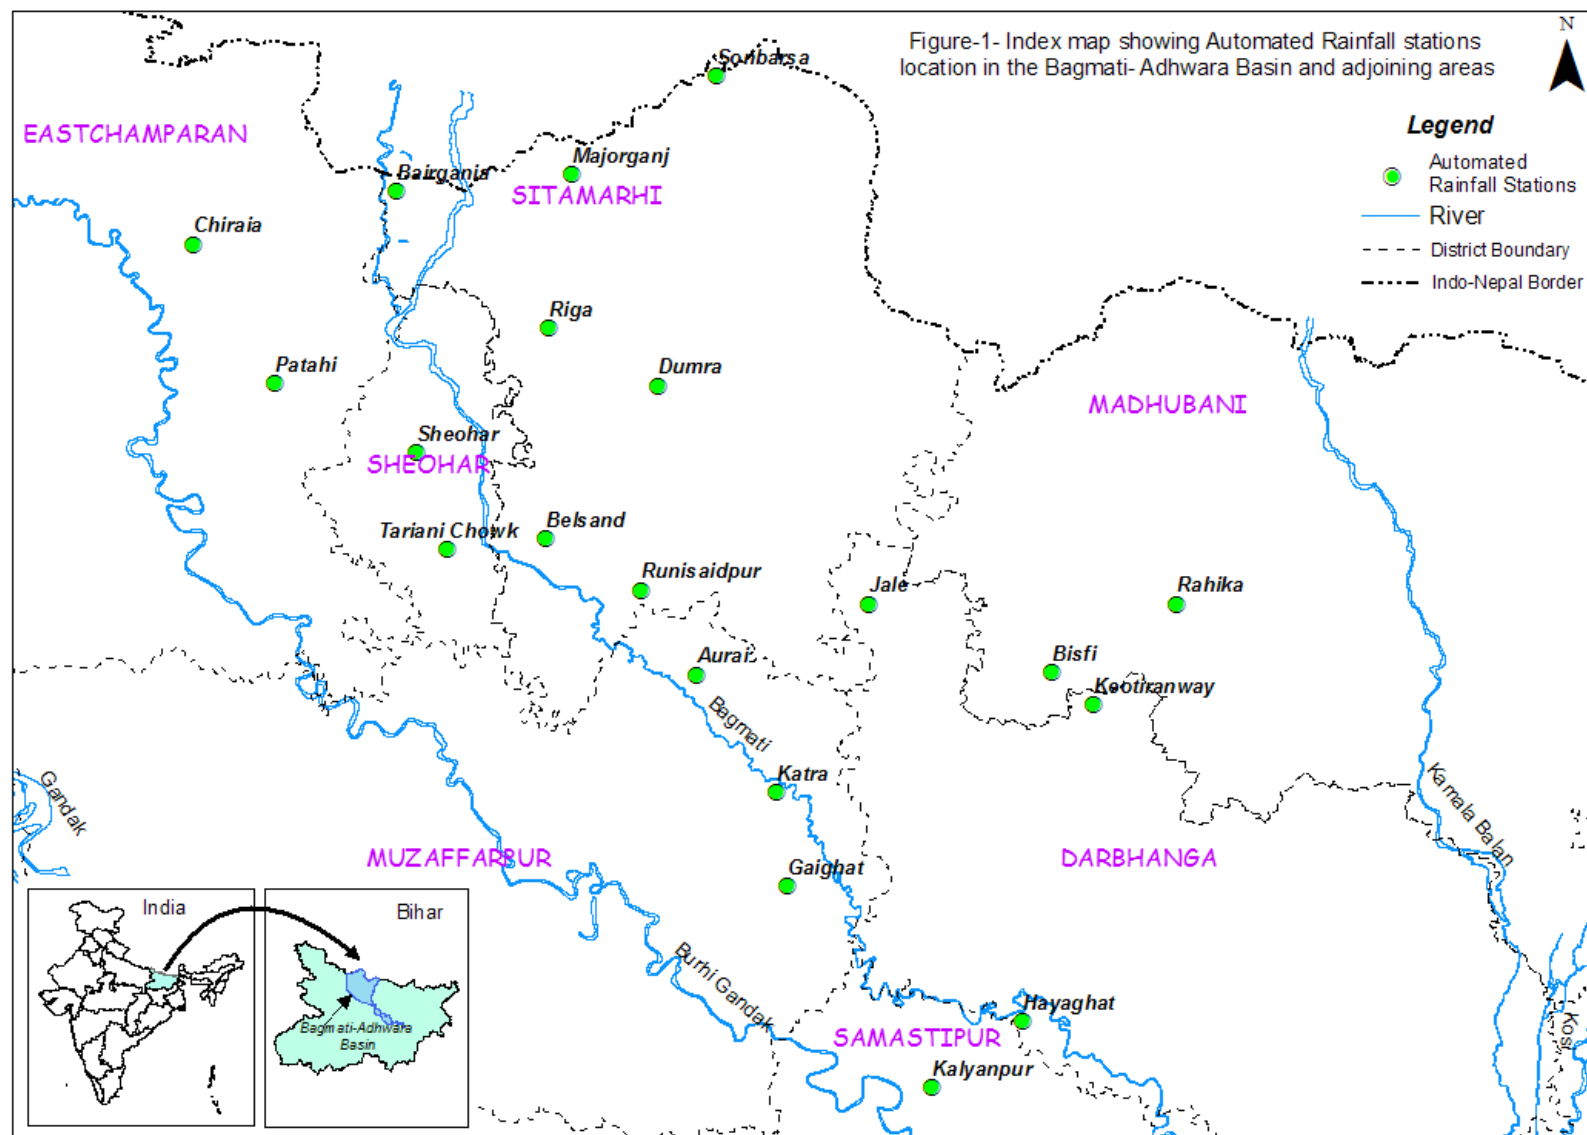 Figure-1- Index map showing Automated Rainfall stations
location in the Bagmati- Adhwara Basin and adjoining areas
N
Legend
Automated
Rainfall Stations
River
District Boundary
Indo-Nepal Border
Sonbarsa
EASTCHAMPARAN
Majorganj
Bairgania
SITAMARHI
Chiraia
Riga
Patahi
Dumra
MADHUBANI
Sheohar
SHEOHAR
Tariani Chowk
Belsand
Runisaidpur
Jale
Rahika
Aurai
Bisfi
Keotiranway
Bagmati
Katra
Gandak
Kamala Balan
MUZAFFARPUR
Gaighat
DARBHANGA
India
Bihar
Burhi Gandak
Hayaghat
SAMASTIPUR
Kosi
Bagmati-Adhwara
Basin
Kalyanpur